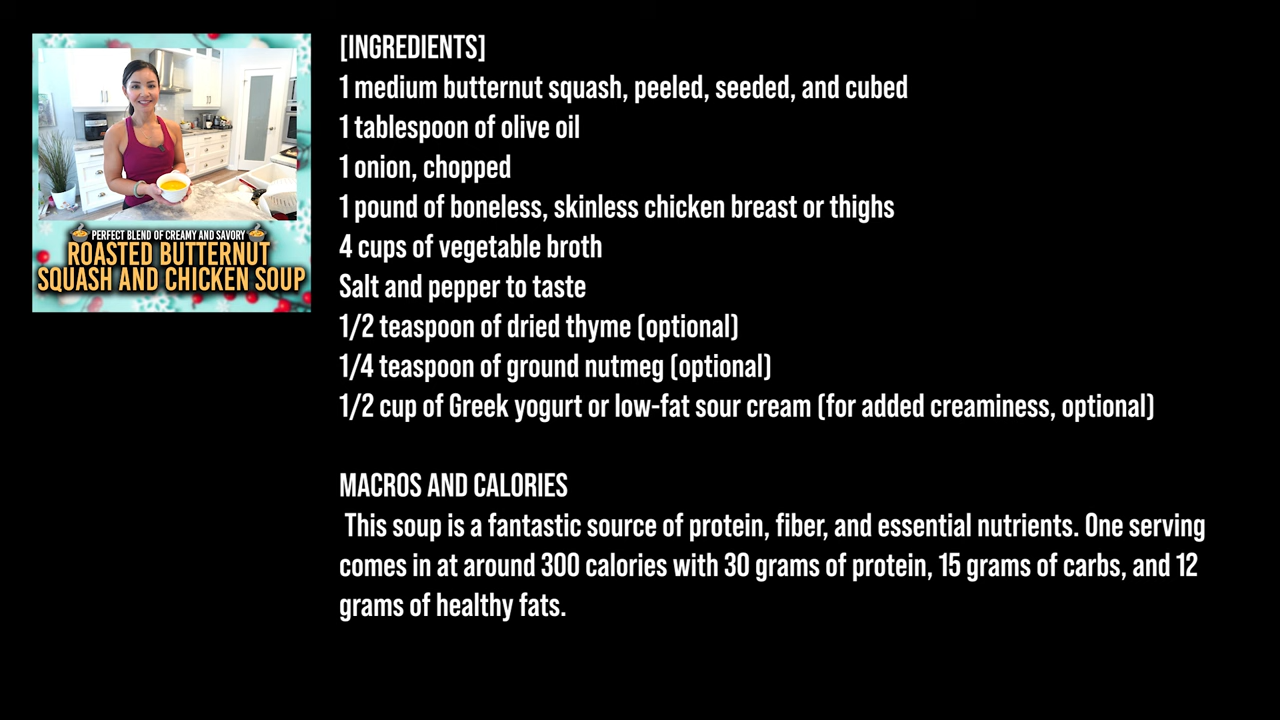 [INGREDIENTS]
1 medium butternut squash, peeled, seeded, and cubed
1 tablespoon of olive oil
1 onion, chopped
1 pound of boneless, skinless chicken breast or thighs
4 cups of vegetable broth
Salt and pepper to taste
1/2 teaspoon of dried thyme (optional)
1/4 teaspoon of ground nutmeg (optional)
1/2 cup of Greek yogurt or low-fat sour cream (for added creaminess, optional)
MACROS AND CALORIES
This soup is a fantastic source of protein, fiber, and essential nutrients. One serving
comes in at around 300 calories with 30 grams of protein, 15 grams of carbs, and 12
grams of healthy fats.
PERFECT BLEND OF CREAMY AND SAVORY
ROASTED BUTTERNUT
SQUASH AND CHICKEN SOUP